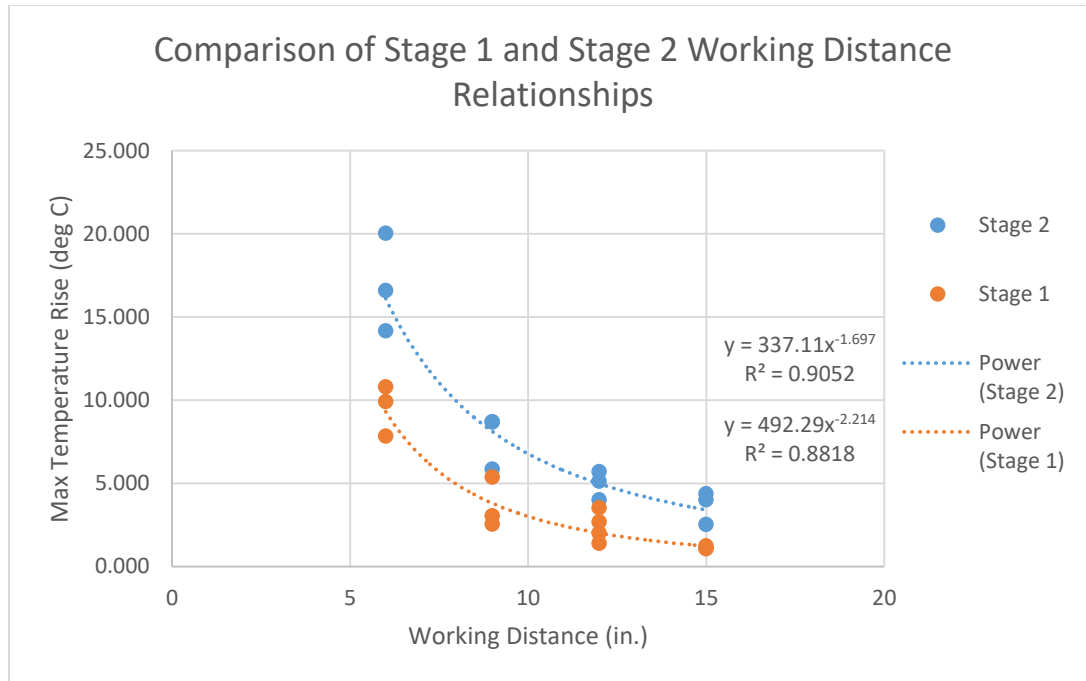 Comparison of Stage 1 and Stage 2 Working Distance
Relationships
Max Temperature Rise (deg C)
25.000
20.000
15.000
10.000
5.000
0.000
0 5 10 15 20
Working Distance (in.)
y = 337.11x^-1.697
R² = 0.9052
y = 492.29x^-2.214
R² = 0.8818
Stage 2
Stage 1
Power
(Stage 2)
Power
(Stage 1)